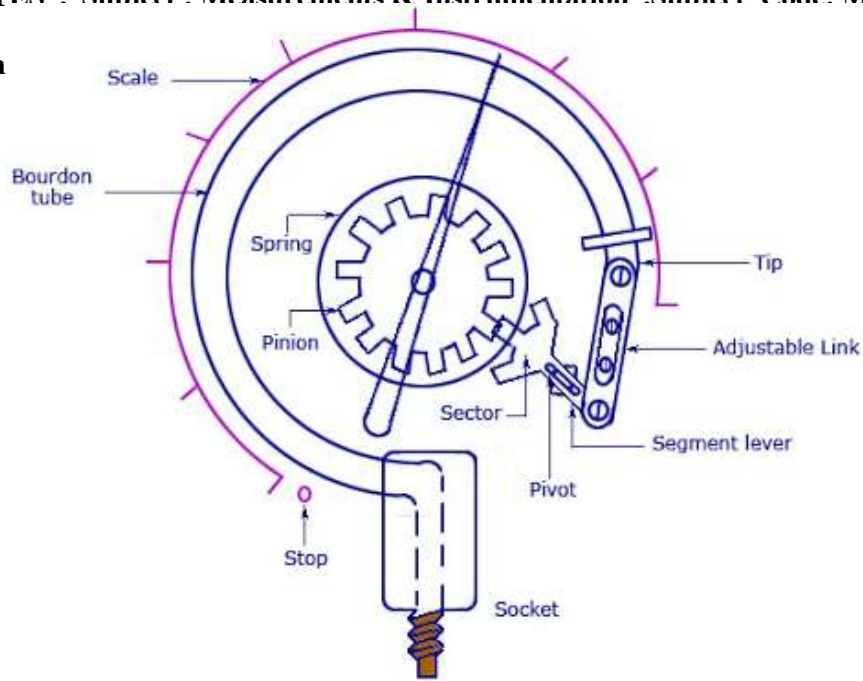 Scale
Bourdon
tube
Spring
Pinion
Tip
Adjustable Link
Sector
Segment lever
Pivot
Stop
Socket